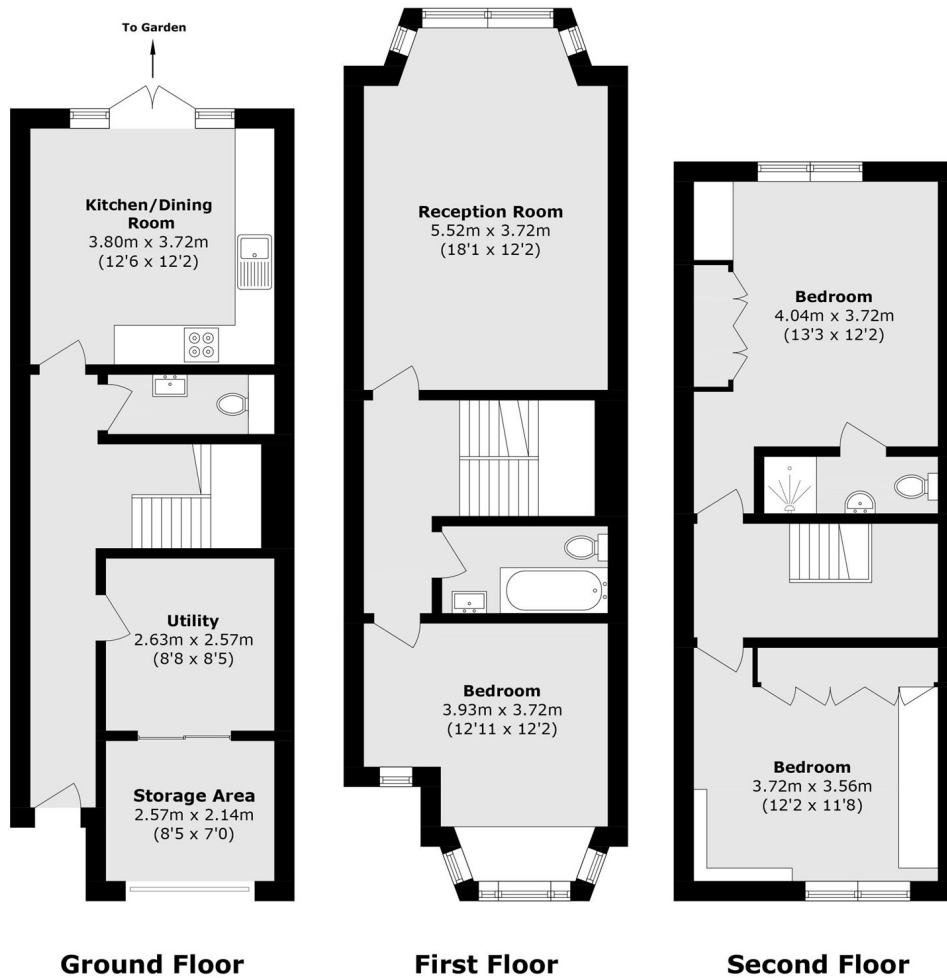 To Garden
Kitchen/Dining
Room
3.80m x 3.72m
(12'6 x 12'2)
Utility
2.63m x 2.57m
(8'8 x 8'5)
Storage Area
2.57m x 2.14m
(8'5 x 7'0)
Ground Floor
Reception Room
5.52m x 3.72m
(18'1 x 12'2)
Bedroom
3.93m x 3.72m
(12'11 x 12'2)
First Floor
Bedroom
4.04m x 3.72m
(13'3 x 12'2)
Bedroom
3.72m x 3.56m
(12'2 x 11'8)
Second Floor